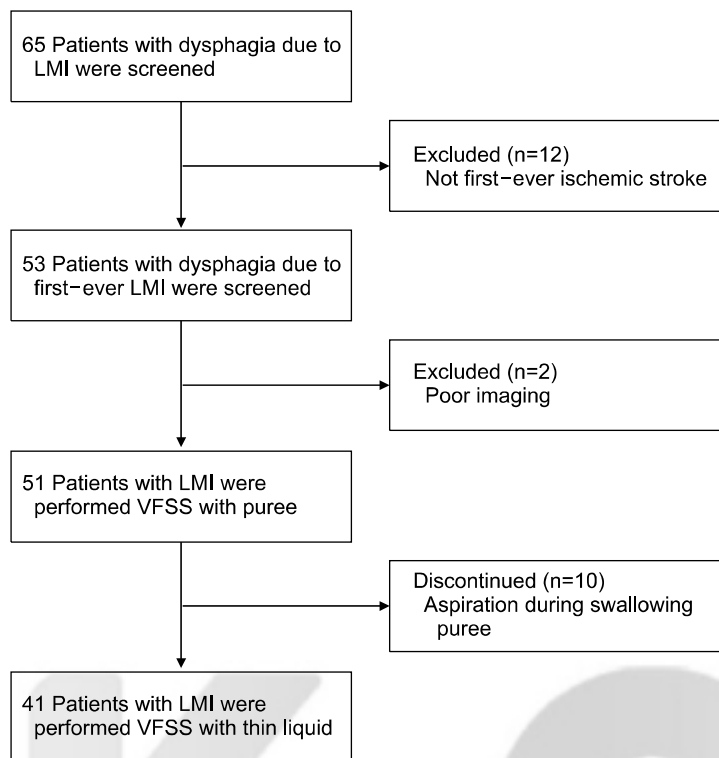 65 Patients with dysphagia due to
LMI were screened
Excluded (n=12)
Not first−ever ischemic stroke
53 Patients with dysphagia due to
first−ever LMI were screened
Excluded (n=2)
Poor imaging
51 Patients with LMI were
performed VFSS with puree
Discontinued (n=10)
Aspiration during swallowing
puree
41 Patients with LMI were
performed VFSS with thin liquid